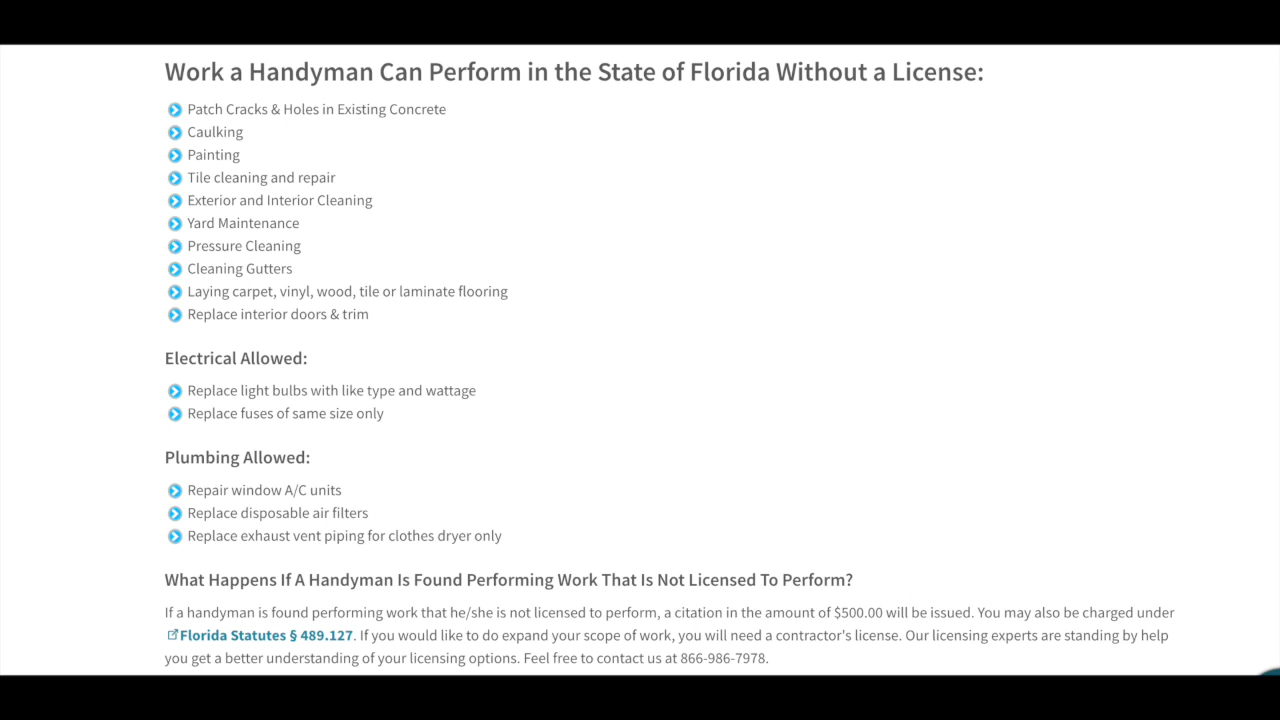 Work a Handyman Can Perform in the State of Florida Without a License:
Patch Cracks & Holes in Existing Concrete
Caulking
Painting
Tile cleaning and repair
Exterior and Interior Cleaning
Yard Maintenance
Pressure Cleaning
Cleaning Gutters
Laying carpet, vinyl, wood, tile or laminate flooring
Replace interior doors & trim
Electrical Allowed:
Replace light bulbs with like type and wattage
Replace fuses of same size only
Plumbing Allowed:
Repair window A/C units
Replace disposable air filters
Replace exhaust vent piping for clothes dryer only
What Happens If A Handyman Is Found Performing Work That Is Not Licensed To Perform?
If a handyman is found performing work that he/she is not licensed to perform, a citation in the amount of $500.00 will be issued. You may also be charged under
Florida Statutes § 489.127. If you would like to do expand your scope of work, you will need a contractor's license. Our licensing experts are standing by help
you get a better understanding of your licensing options. Feel free to contact us at 866-986-7978.